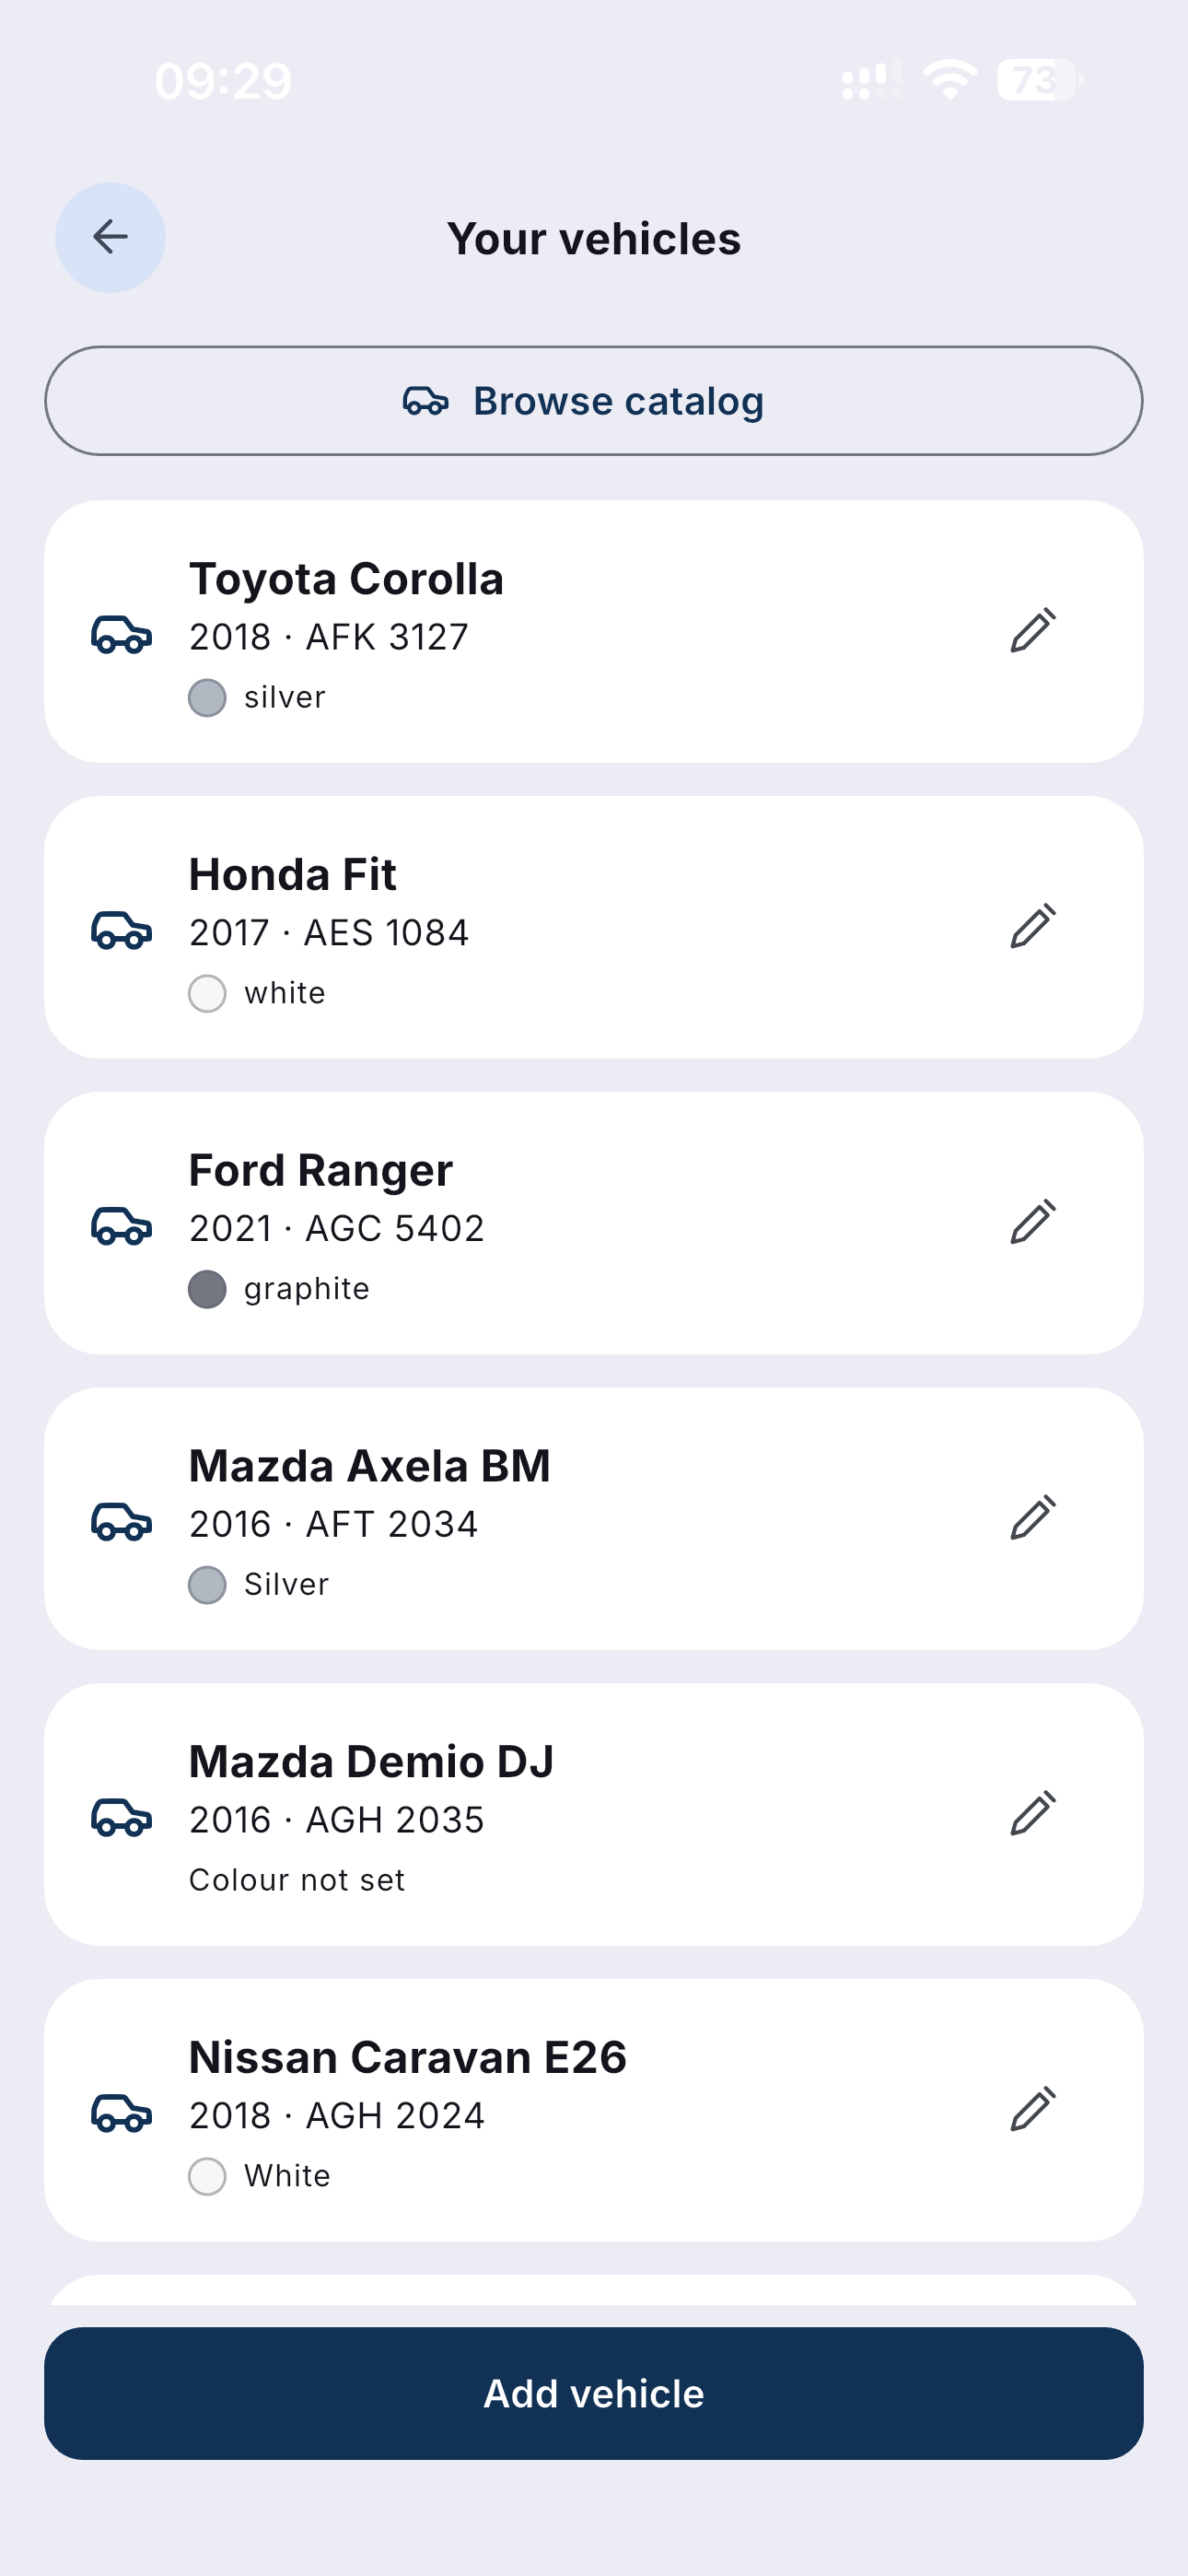 09:29
73
Your vehicles
Browse catalog
Toyota Corolla
2018 · AFK 3127
silver
Honda Fit
2017 · AES 1084
white
Ford Ranger
2021 · AGC 5402
graphite
Mazda Axela BM
2016 · AFT 2034
Silver
Mazda Demio DJ
2016 · AGH 2035
Colour not set
Nissan Caravan E26
2018 · AGH 2024
White
Add vehicle